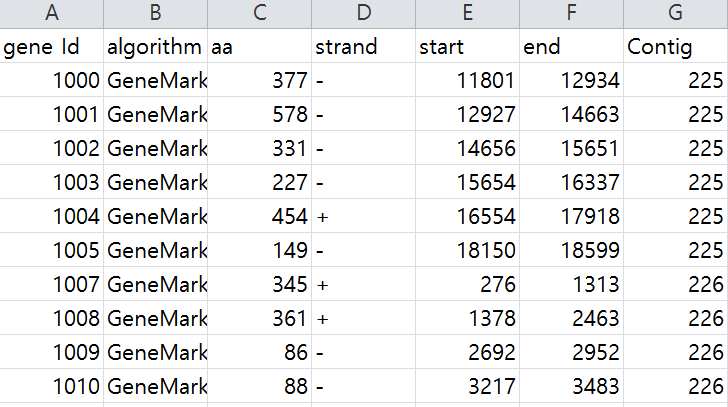 A B C D E F G
gene Id algorithm aa strand start end Contig
1000 GeneMark 377 - 11801 12934 225
1001 GeneMark 578 - 12927 14663 225
1002 GeneMark 331 - 14656 15651 225
1003 GeneMark 227 - 15654 16337 225
1004 GeneMark 454 + 16554 17918 225
1005 GeneMark 149 - 18150 18599 225
1007 GeneMark 345 + 276 1313 226
1008 GeneMark 361 + 1378 2463 226
1009 GeneMark 86 - 2692 2952 226
1010 GeneMark 88 - 3217 3483 226